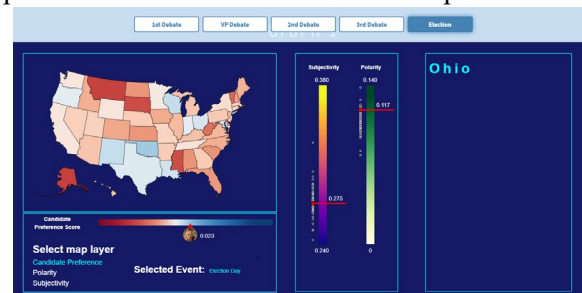 1st Debate
VP Debate
2nd Debate
3rd Debate
Election
Subjectivity
Polarity
0.380
0.140
0.117
0.275
0.240
0
Ohio
Candidate
Preference Score
0.023
Select map layer
Candidate Preference
Polarity
Subjectivity
Selected Event: Election Day